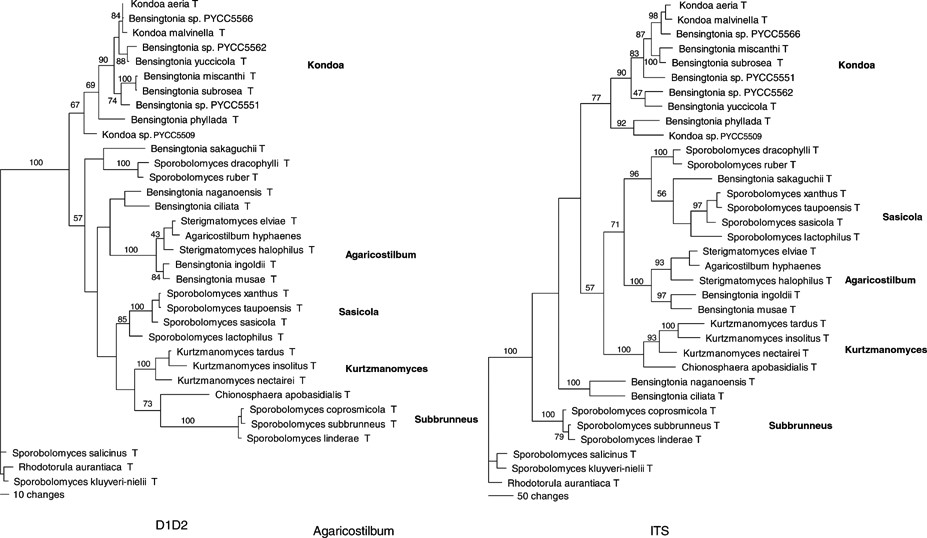 84
Kondoa aeria T
Bensingtonia sp. PYCC5566
Kondoa malvinella T
Bensingtonia sp. PYCC5562
90
88
Bensingtonia yuccicola T
Kondoa
100
Bensingtonia miscanthi T
69
Bensingtonia subrosea T
74
Bensingtonia sp. PYCC5551
67
Bensingtonia phyllada T
Kondoa sp. PYCC5509
Bensingtonia sakaguchii T
100
100
Sporobolomyces dracophylli T
Sporobolomyces ruber T
Bensingtonia naganoensis T
Bensingtonia ciliata T
57
Sterigmatomyces elviae T
43
Agaricostilbum hyphaenes
100
Sterigmatomyces halophilus T
Agaricostilbum
Bensingtonia ingoldii T
84
Bensingtonia musae T
Sporobolomyces xanthus T
100
Sporobolomyces taupoensis T
Sasicola
85
Sporobolomyces sasicola T
Sporobolomyces lactophilus T
Kurtzmanomyces tardus T
100
Kurtzmanomyces insolitus T
Kurtzmanomyces
Kurtzmanomyces nectairei T
Chionosphaera apobasidialis T
73
Sporobolomyces coprosmicola T
100
Sporobolomyces subbrunneus T
Subbrunneus
Sporobolomyces linderae T
Sporobolomyces salicinus T
Rhodotorula aurantiaca T
Sporobolomyces kluyveri-nielii T
10 changes
D1D2
Agaricostilbum
Kondoa aeria T
98
Kondoa malvinella T
87
Bensingtonia sp. PYCC5566
Bensingtonia miscanthi T
83
100
Bensingtonia subrosea T
Kondoa
90
Bensingtonia sp. PYCC5551
47
Bensingtonia sp. PYCC5562
77
Bensingtonia yuccicola T
Bensingtonia phyllada T
92
Kondoa sp. PYCC5509
100
Sporobolomyces dracophylli T
Sporobolomyces ruber T
96
Bensingtonia sakaguchii T
56
Sporobolomyces xanthus T
97
Sporobolomyces taupoensis T
Sasicola
71
Sporobolomyces sasicola T
Sporobolomyces lactophilus T
Sterigmatomyces elviae T
93
Agaricostilbum hyphaenes
100
Sterigmatomyces halophilus T
Agaricostilbum
57
97
Bensingtonia ingoldii T
Bensingtonia musae T
100
Kurtzmanomyces tardus T
93
Kurtzmanomyces insolitus T
100
Kurtzmanomyces nectairei T
Kurtzmanomyces
100
Chionosphaera apobasidialis T
100
Bensingtonia naganoensis T
Bensingtonia ciliata T
100
Sporobolomyces coprosmicola T
Sporobolomyces subbrunneus T
Subbrunneus
79
Sporobolomyces linderae T
Sporobolomyces salicinus T
Sporobolomyces kluyveri-nielii T
Rhodotorula aurantiaca T
50 changes
ITS